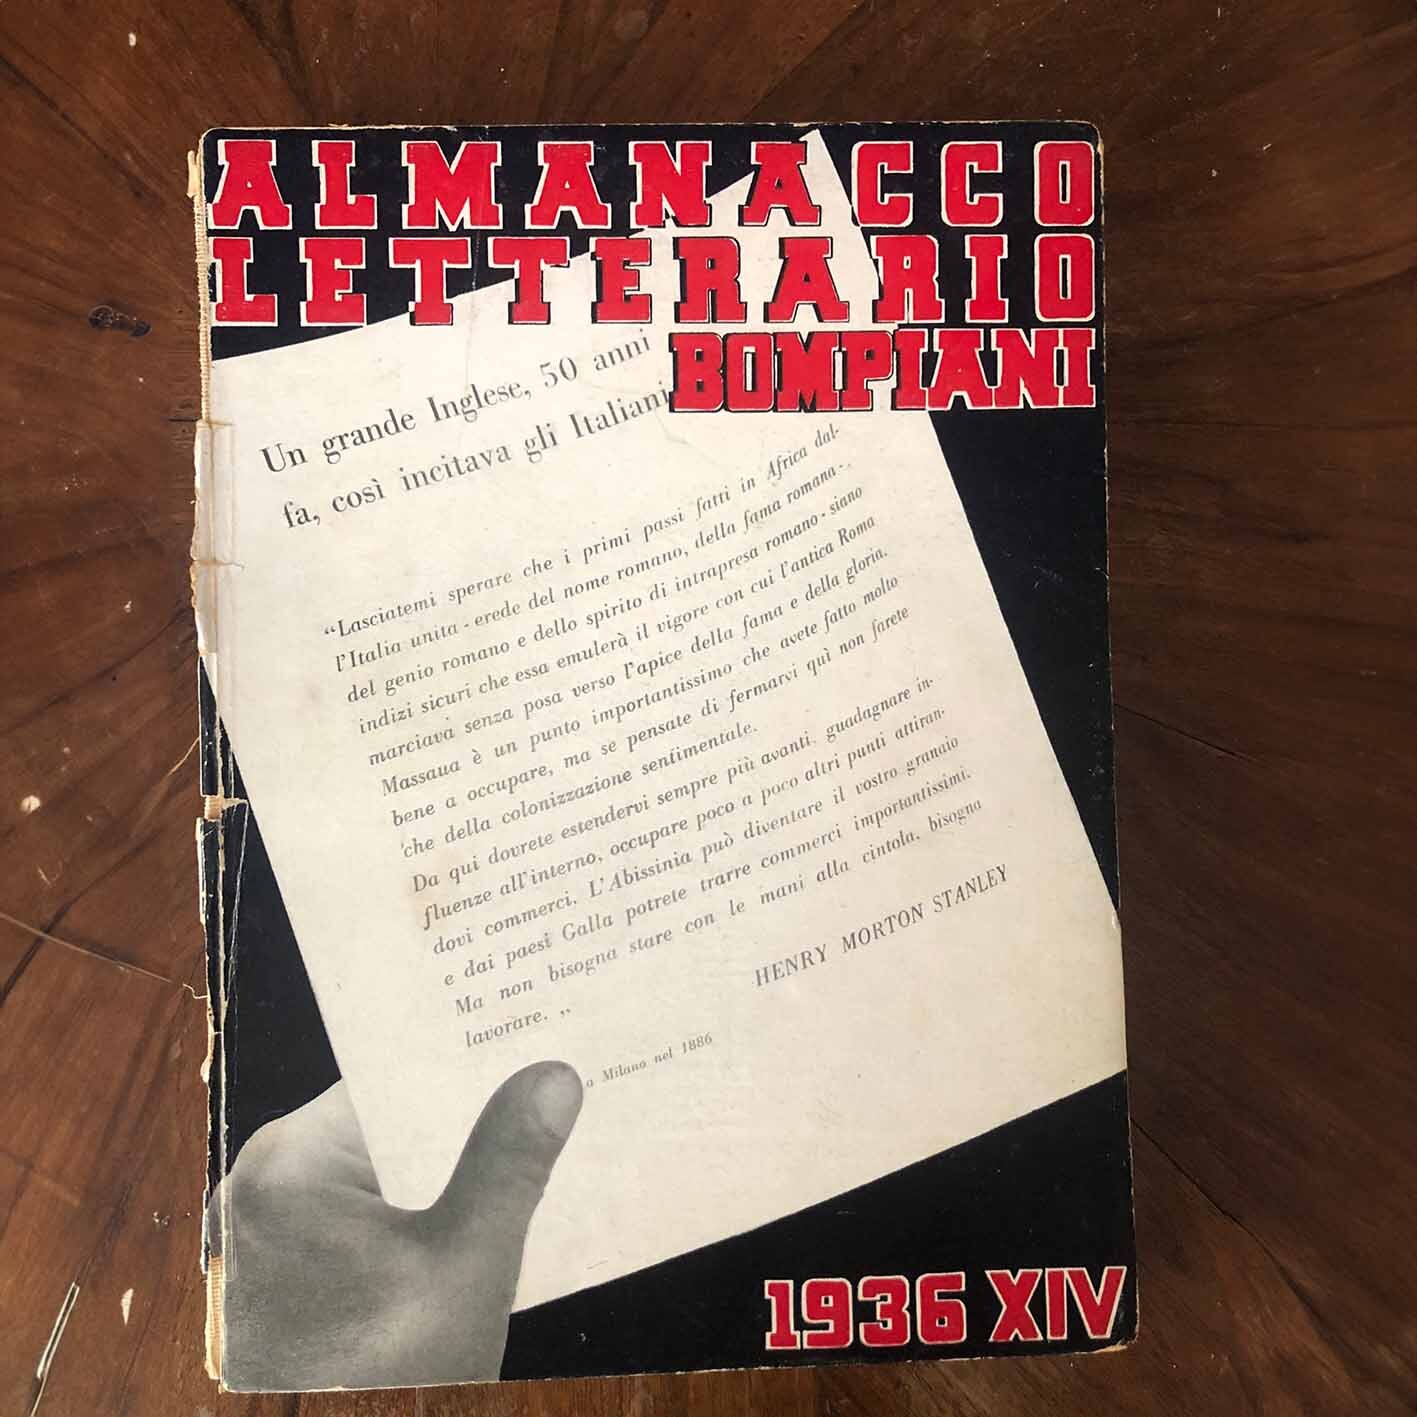 ALMANACCO
LETTERARIO
BOMPIANI
Un grande Inglese, 50 anni
fa, così incitava gli Italiani
“Lasciatemi sperare che i primi passi fatti in Africa dal-
l'Italia unita - erede del nome romano, della fama romana -
del genio romano e dello spirito di intrapresa romano - siano
indizi sicuri che essa emulerà il vigore con cui l'antica Roma
marciava senza posa verso l'apice della fama e della gloria.
Massaua è un punto importantissimo che avete fatto molto
bene a occupare, ma se pensate di fermarvi quì non farete
che della colonizzazione sentimentale.
Da qui dovrete estendervi sempre più avanti, guadagnare in-
fluenze all'interno, occupare poco a poco altri punti attiran-
dovi commerci. L'Abissinia può diventare il vostro granaio
e dai paesi Galla potrete trarre commerci importantissimi.
Ma non bisogna stare con le mani alla cintola, bisogna
lavorare. „
HENRY MORTON STANLEY
a Milano nel 1886
1936 XIV